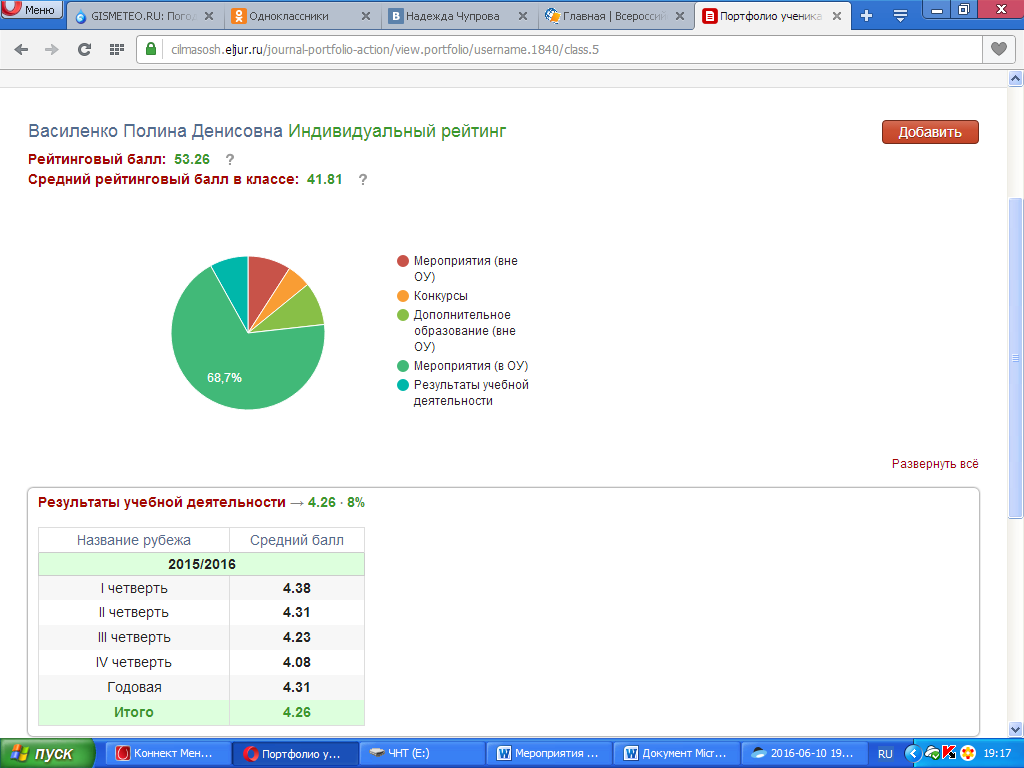 Меню
GISMETEO.RU: Пого
Одноклассники
Надежда Чупрова
Главная | Всеросси
Портфолио ученика
cilmasosh.eljur.ru/journal-portfolio-action/view.portfolio/username.1840/class.5
Василенко Полина Денисовна Индивидуальный рейтинг
Добавить
Рейтинговый балл: 53.26 ?
Средний рейтинговый балл в классе: 41.81 ?
Мероприятия (вне
ОУ)
Конкурсы
Дополнительное
образование (вне
ОУ)
Мероприятия (в ОУ)
Результаты учебной
деятельности
68,7%
Развернуть всё
Результаты учебной деятельности → 4.26 · 8%
Название рубежа Средний балл
2015/2016
I четверть 4.38
II четверть 4.31
III четверть 4.23
IV четверть 4.08
Годовая 4.31
Итого 4.26
пуск
Коннект Мен...
Портфолио у...
ЧНТ (E:)
Мероприятия ...
Документ Micr...
2016-06-10 19...
RU
19:17